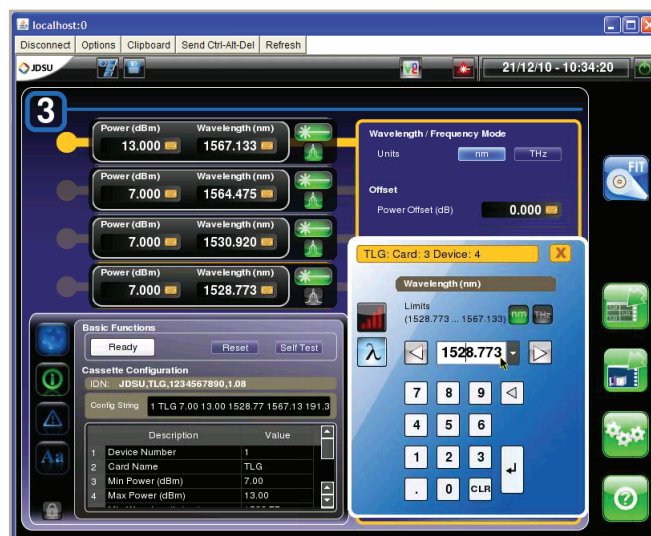 localhost:0
Disconnect Options Clipboard Send Ctrl-Alt-Del Refresh
JDSU
21/12/10 - 10:34:20
3
Power (dBm) Wavelength (nm)
13.000 1567.133
Power (dBm) Wavelength (nm)
7.000 1564.475
Power (dBm) Wavelength (nm)
7.000 1530.920
Power (dBm) Wavelength (nm)
7.000 1528.773
Wavelength / Frequency Mode
Units nm THz
Offset
Power Offset (dB) 0.000
FIT
TLG: Card: 3 Device: 4 X
Wavelength (nm)
Limits
(1528.773 ... 1567.133) nm THz
λ
1528.773
7 8 9
4 5 6
1 2 3
. 0 CLR
Basic Functions
Ready Reset Self Test
Cassette Configuration
IDN: JDSU,TLG,1234567890,1.08
Config String 1 TLG 7.00 13.00 1528.77 1567.13 191.3
Description Value
1 Device Number 1
2 Card Name TLG
3 Min Power (dBm) 7.00
4 Max Power (dBm) 13.00
Aa
?